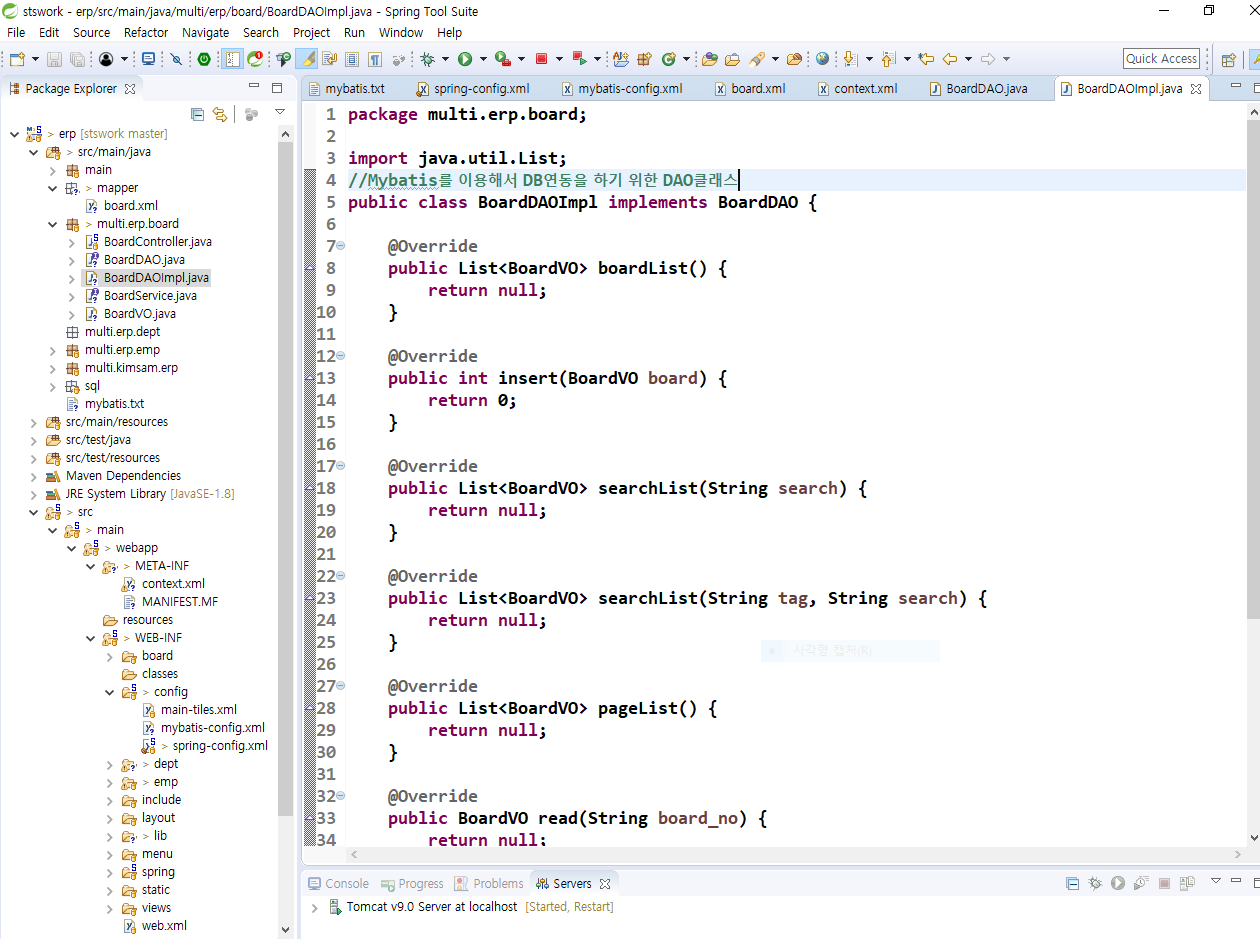 stswork - erp/src/main/java/multi/erp/board/BoardDAOImpl.java - Spring Tool Suite
File Edit Source Refactor Navigate Search Project Run Window Help
Quick Access
Package Explorer
> erp [stswork master]
> src/main/java
main
> mapper
board.xml
> multi.erp.board
BoardController.java
BoardDAO.java
BoardDAOImpl.java
BoardService.java
BoardVO.java
multi.erp.dept
multi.erp.emp
multi.kimsam.erp
sql
mybatis.txt
src/main/resources
src/test/java
src/test/resources
Maven Dependencies
JRE System Library [JavaSE-1.8]
> src
> main
> webapp
> META-INF
context.xml
MANIFEST.MF
resources
> WEB-INF
board
classes
> config
main-tiles.xml
mybatis-config.xml
> spring-config.xml
> dept
> emp
include
layout
> lib
menu
spring
static
views
web.xml
mybatis.txt spring-config.xml mybatis-config.xml board.xml context.xml BoardDAO.java BoardDAOImpl.java
1 package multi.erp.board;
2
3 import java.util.List;
4 //Mybatis를 이용해서 DB연동을 하기 위한 DAO클래스
5 public class BoardDAOImpl implements BoardDAO {
6
7 @Override
8 public List<BoardVO> boardList() {
9 return null;
10 }
11
12 @Override
13 public int insert(BoardVO board) {
14 return 0;
15 }
16
17 @Override
18 public List<BoardVO> searchList(String search) {
19 return null;
20 }
21
22 @Override
23 public List<BoardVO> searchList(String tag, String search) {
24 return null;
25 }
사각형 캡처(R)
26
27 @Override
28 public List<BoardVO> pageList() {
29 return null;
30 }
31
32 @Override
33 public BoardVO read(String board_no) {
34 return null;
Console Progress Problems Servers
Tomcat v9.0 Server at localhost [Started, Restart]